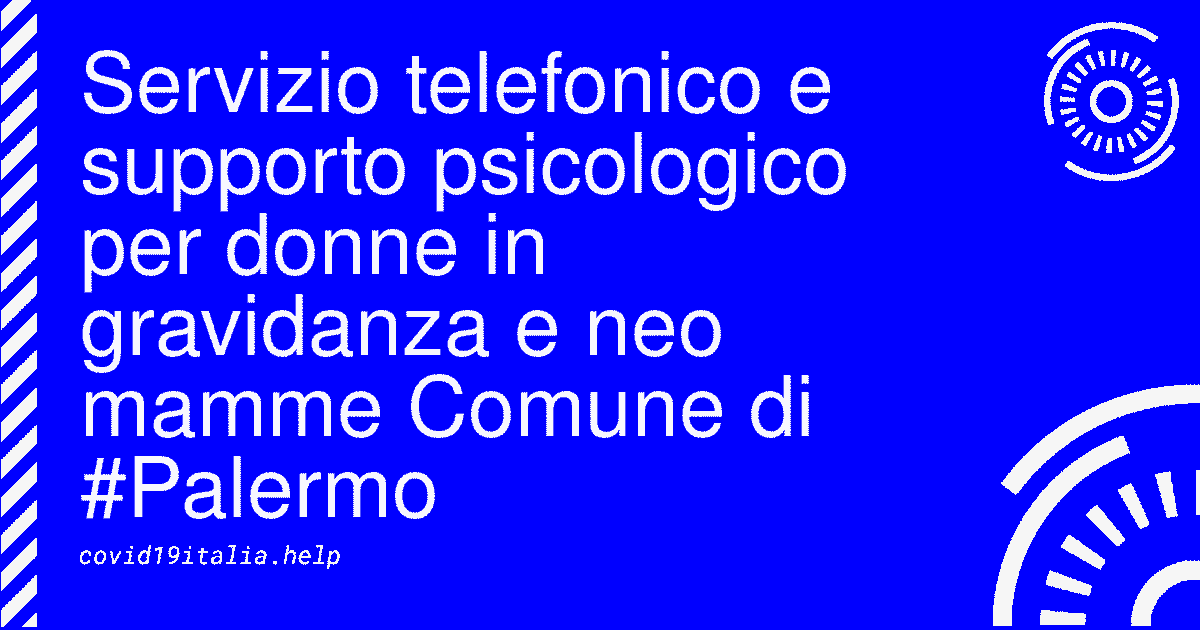 Servizio telefonico e
supporto psicologico
per donne in
gravidanza e neo
mamme Comune di
#Palermo
covid19italia.help